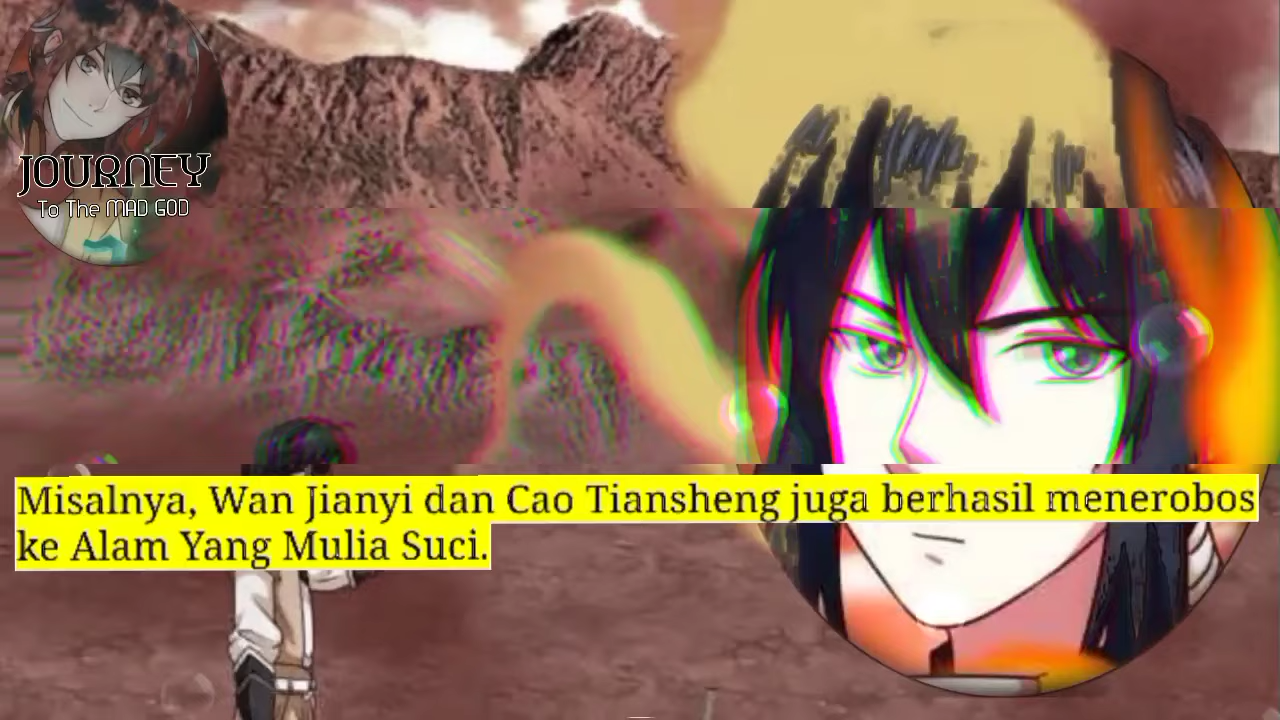 JOURNEY
To The MAD GOD
Misalnya, Wan Jianyi dan Cao Tiansheng juga berhasil menerobos
ke Alam Yang Mulia Suci.